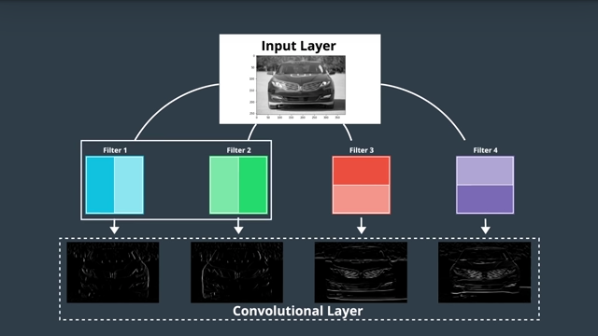 Input Layer
Filter 1
Filter 2
Filter 3
Filter 4
Convolutional Layer